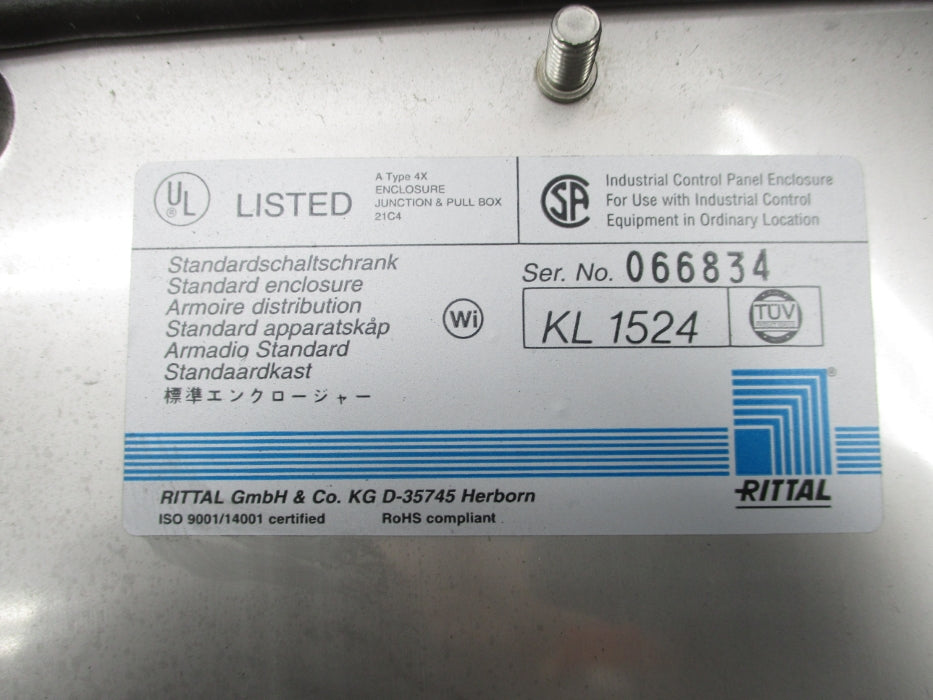 UL ® LISTED
A Type 4X
ENCLOSURE
JUNCTION & PULL BOX
21C4
SA
Industrial Control Panel Enclosure
For Use with Industrial Control
Equipment in Ordinary Location
Standardschaltschrank
Standard enclosure
Armoire distribution
Standard apparatskåp
Armadio Standard
Standaardkast
標準エンクロージャー
Wi
Ser. No. 066834
KL 1524
TÜV
®
RITTAL
RITTAL GmbH & Co. KG D-35745 Herborn
ISO 9001/14001 certified RoHS compliant